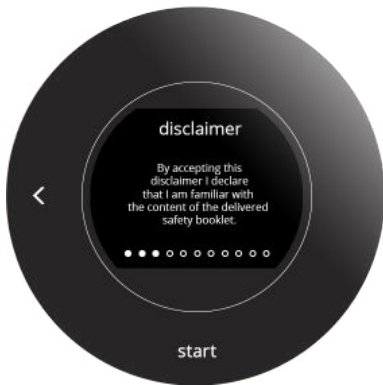 disclaimer
By accepting this
disclaimer I declare
that I am familiar with
the content of the delivered
safety booklet.
start